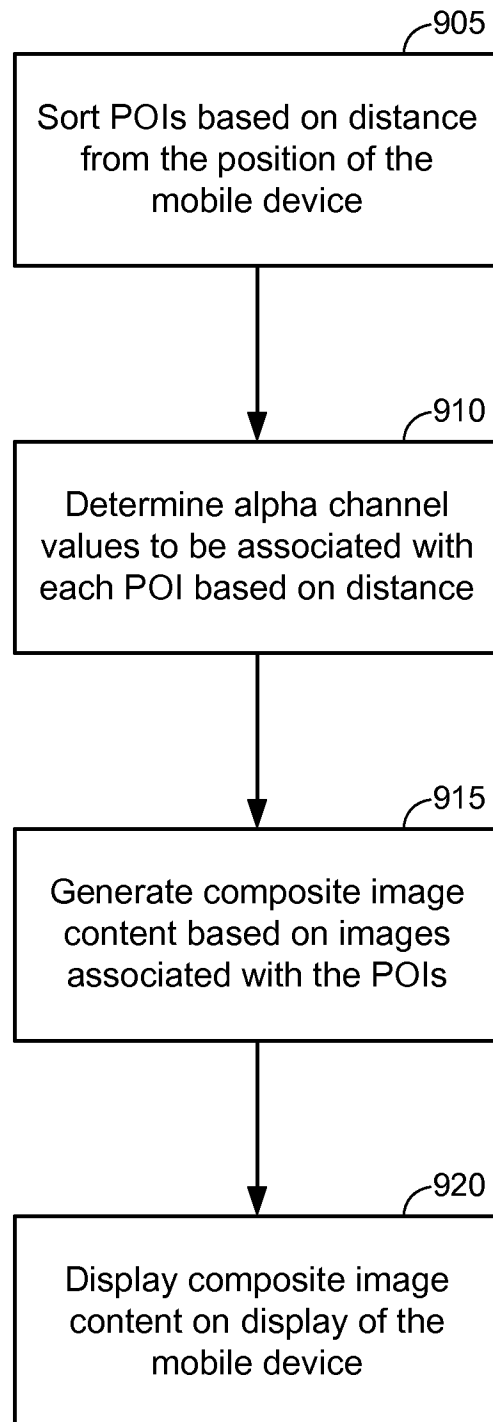 905
Sort POIs based on distance
from the position of the
mobile device
910
Determine alpha channel
values to be associated with
each POI based on distance
915
Generate composite image
content based on images
associated with the POIs
920
Display composite image
content on display of the
mobile device